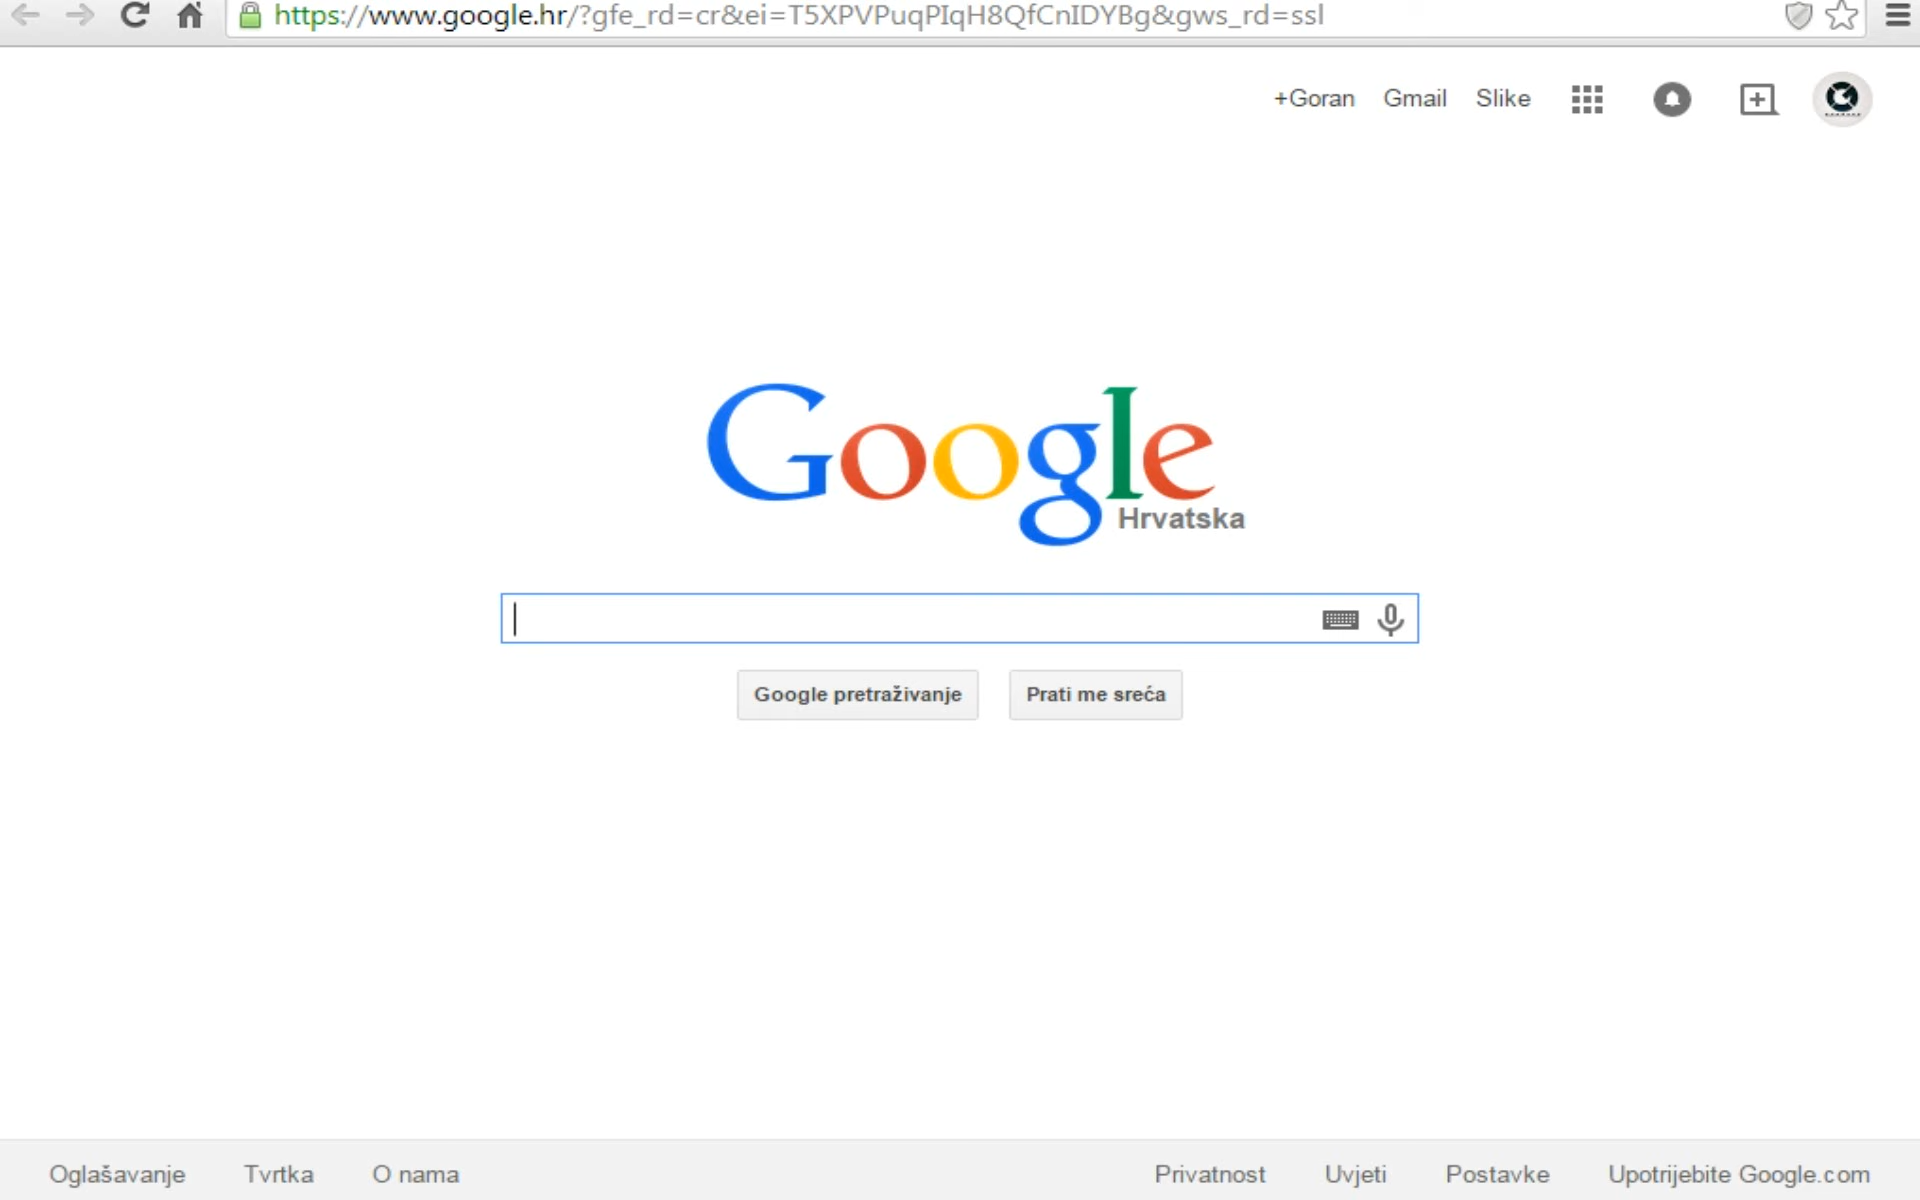 https://www.google.hr/?gfe_rd=cr&ei=T5XPVPuqPIqH8QfCnIDYBg&gws_rd=ssl
+Goran Gmail Slike
Google
Hrvatska
Google pretraživanje Prati me sreća
Oglašavanje Tvrtka O nama Privatnost Uvjeti Postavke Upotrijebite Google.com